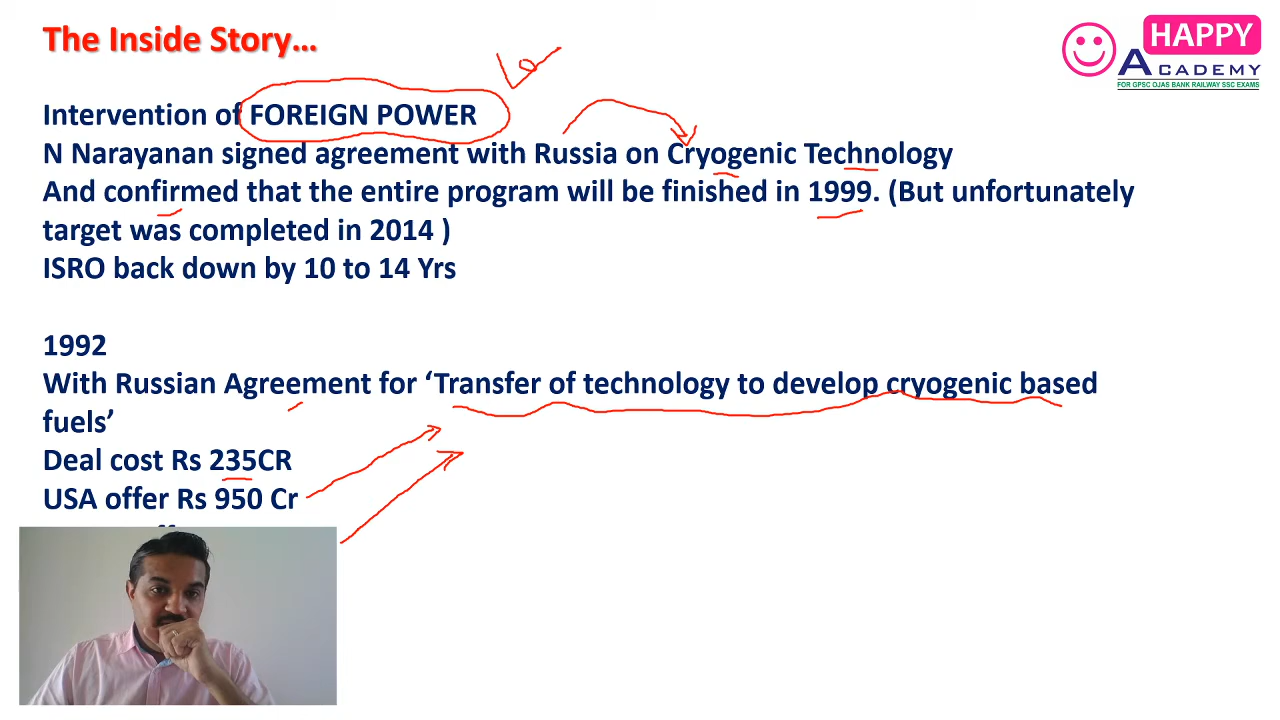 The Inside Story...
HAPPY
ACADEMY
FOR GPSC OJAS BANK RAILWAY SSC EXAMS
Intervention of FOREIGN POWER
N Narayanan signed agreement with Russia on Cryogenic Technology
And confirmed that the entire program will be finished in 1999. (But unfortunately
target was completed in 2014 )
ISRO back down by 10 to 14 Yrs
1992
With Russian Agreement for ‘Transfer of technology to develop cryogenic based
fuels’
Deal cost Rs 235CR
USA offer Rs 950 Cr